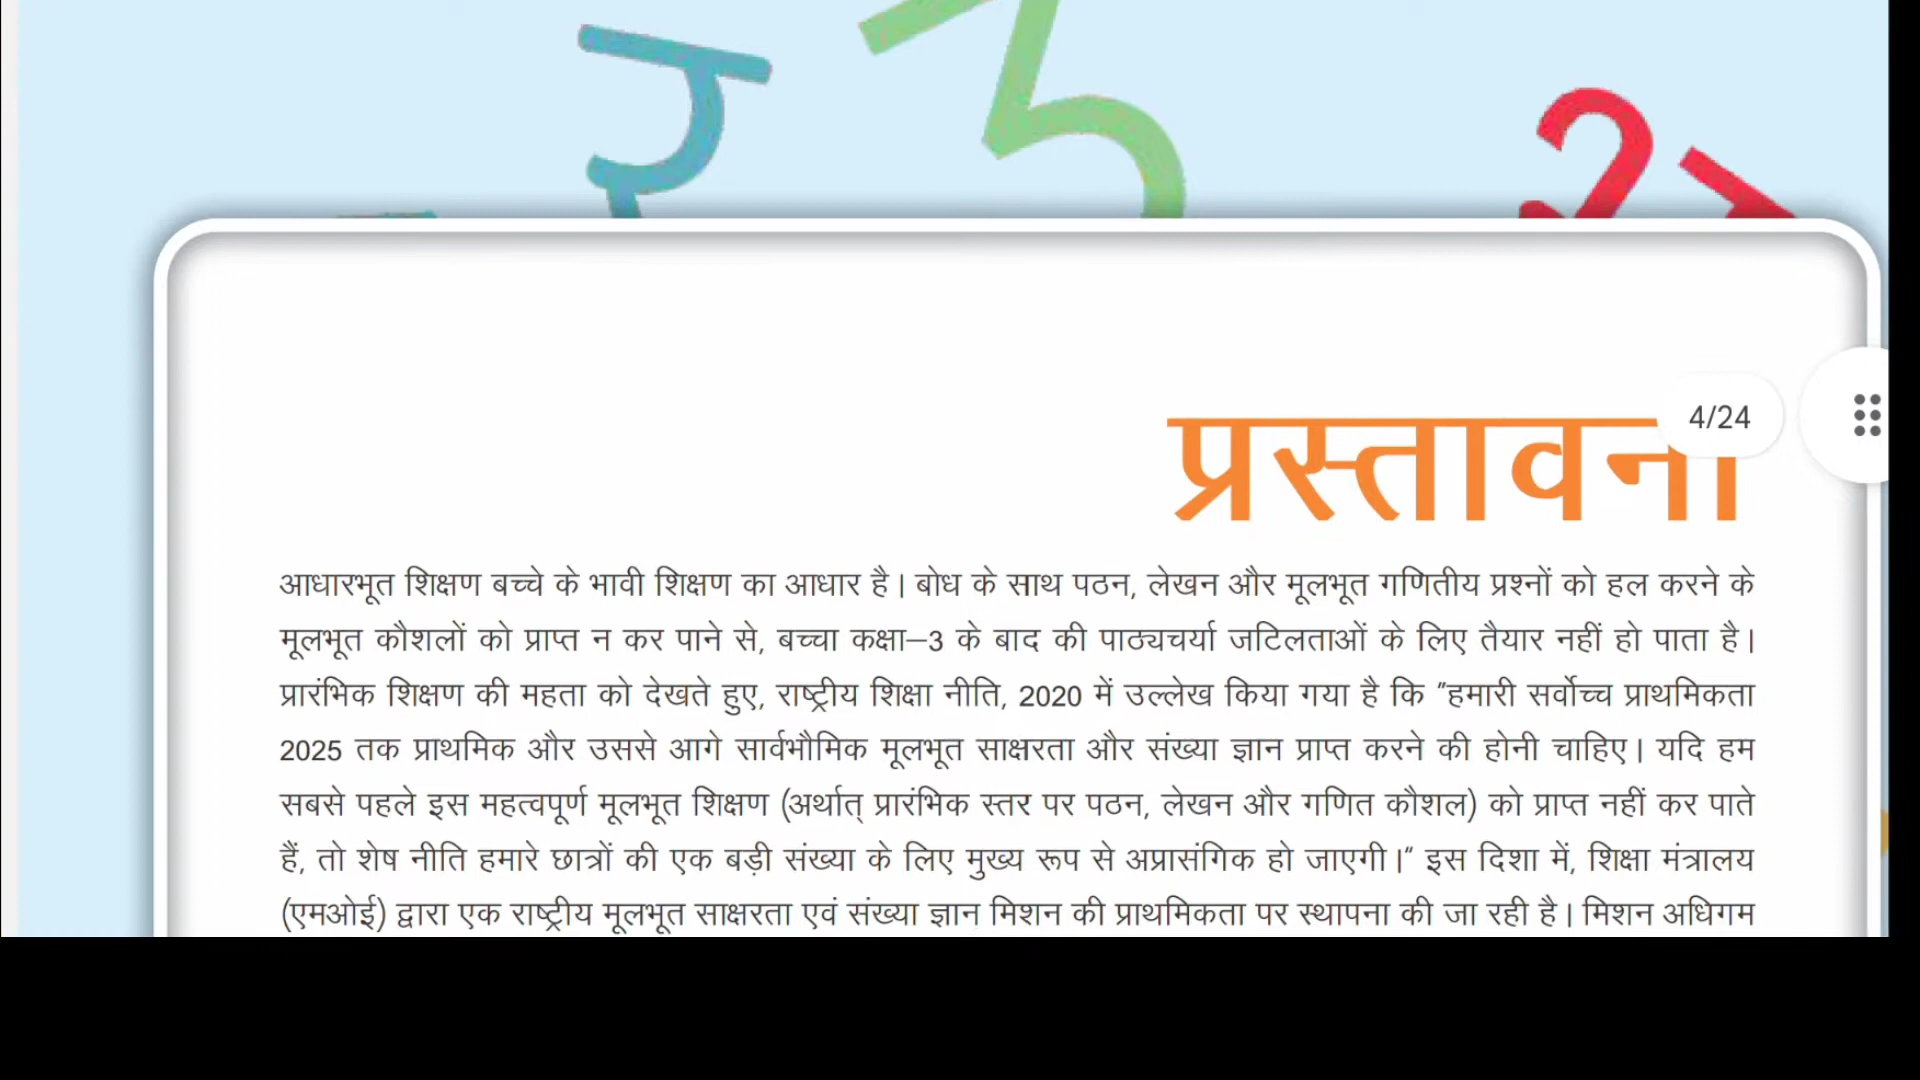 र
3
2
प्रस्तावना
4/24
आधारभूत शिक्षण बच्चे के भावी शिक्षण का आधार है। बोध के साथ पठन, लेखन और मूलभूत गणितीय प्रश्नों को हल करने के
मूलभूत कौशलों को प्राप्त न कर पाने से, बच्चा कक्षा–3 के बाद की पाठ्यचर्या जटिलताओं के लिए तैयार नहीं हो पाता है।
प्रारंभिक शिक्षण की महता को देखते हुए, राष्ट्रीय शिक्षा नीति, 2020 में उल्लेख किया गया है कि "हमारी सर्वोच्च प्राथमिकता
2025 तक प्राथमिक और उससे आगे सार्वभौमिक मूलभूत साक्षरता और संख्या ज्ञान प्राप्त करने की होनी चाहिए। यदि हम
सबसे पहले इस महत्वपूर्ण मूलभूत शिक्षण (अर्थात् प्रारंभिक स्तर पर पठन, लेखन और गणित कौशल) को प्राप्त नहीं कर पाते
हैं, तो शेष नीति हमारे छात्रों की एक बड़ी संख्या के लिए मुख्य रूप से अप्रासंगिक हो जाएगी।" इस दिशा में, शिक्षा मंत्रालय
(एमओई) द्वारा एक राष्ट्रीय मूलभूत साक्षरता एवं संख्या ज्ञान मिशन की प्राथमिकता पर स्थापना की जा रही है। मिशन अधिगम